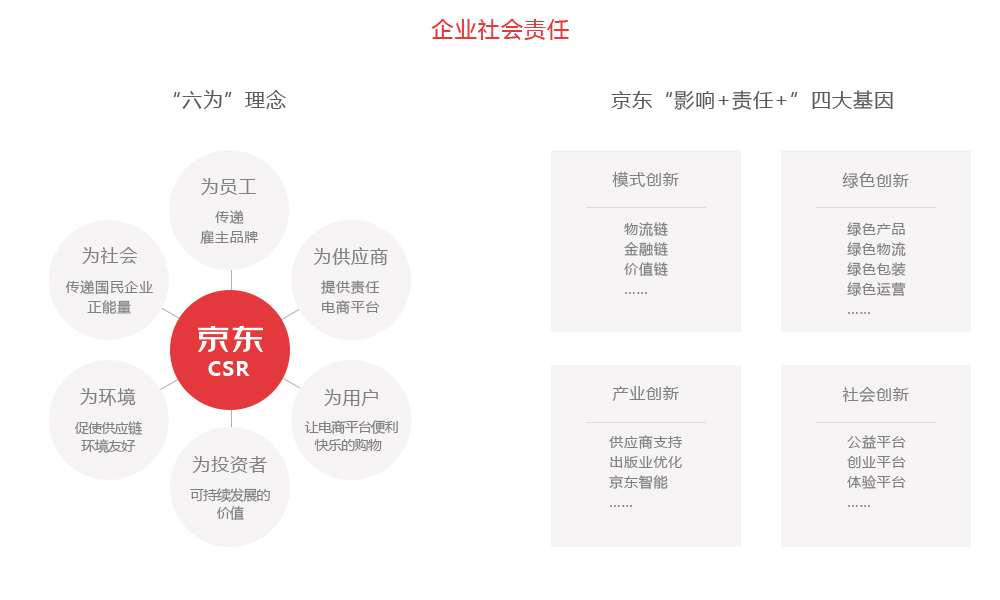 企业社会责任
“六为”理念
为员工
传递
雇主品牌
为社会
传递国民企业
正能量
为供应商
提供责任
电商平台
京东
CSR
为环境
促使供应链
环境友好
为用户
让电商平台便利
快乐的购物
为投资者
可持续发展的
价值
京东“影响+责任+”四大基因
模式创新
物流链
金融链
价值链
......
绿色创新
绿色产品
绿色物流
绿色包装
绿色运营
......
产业创新
供应商支持
出版业优化
京东智能
......
社会创新
公益平台
创业平台
体验平台
......